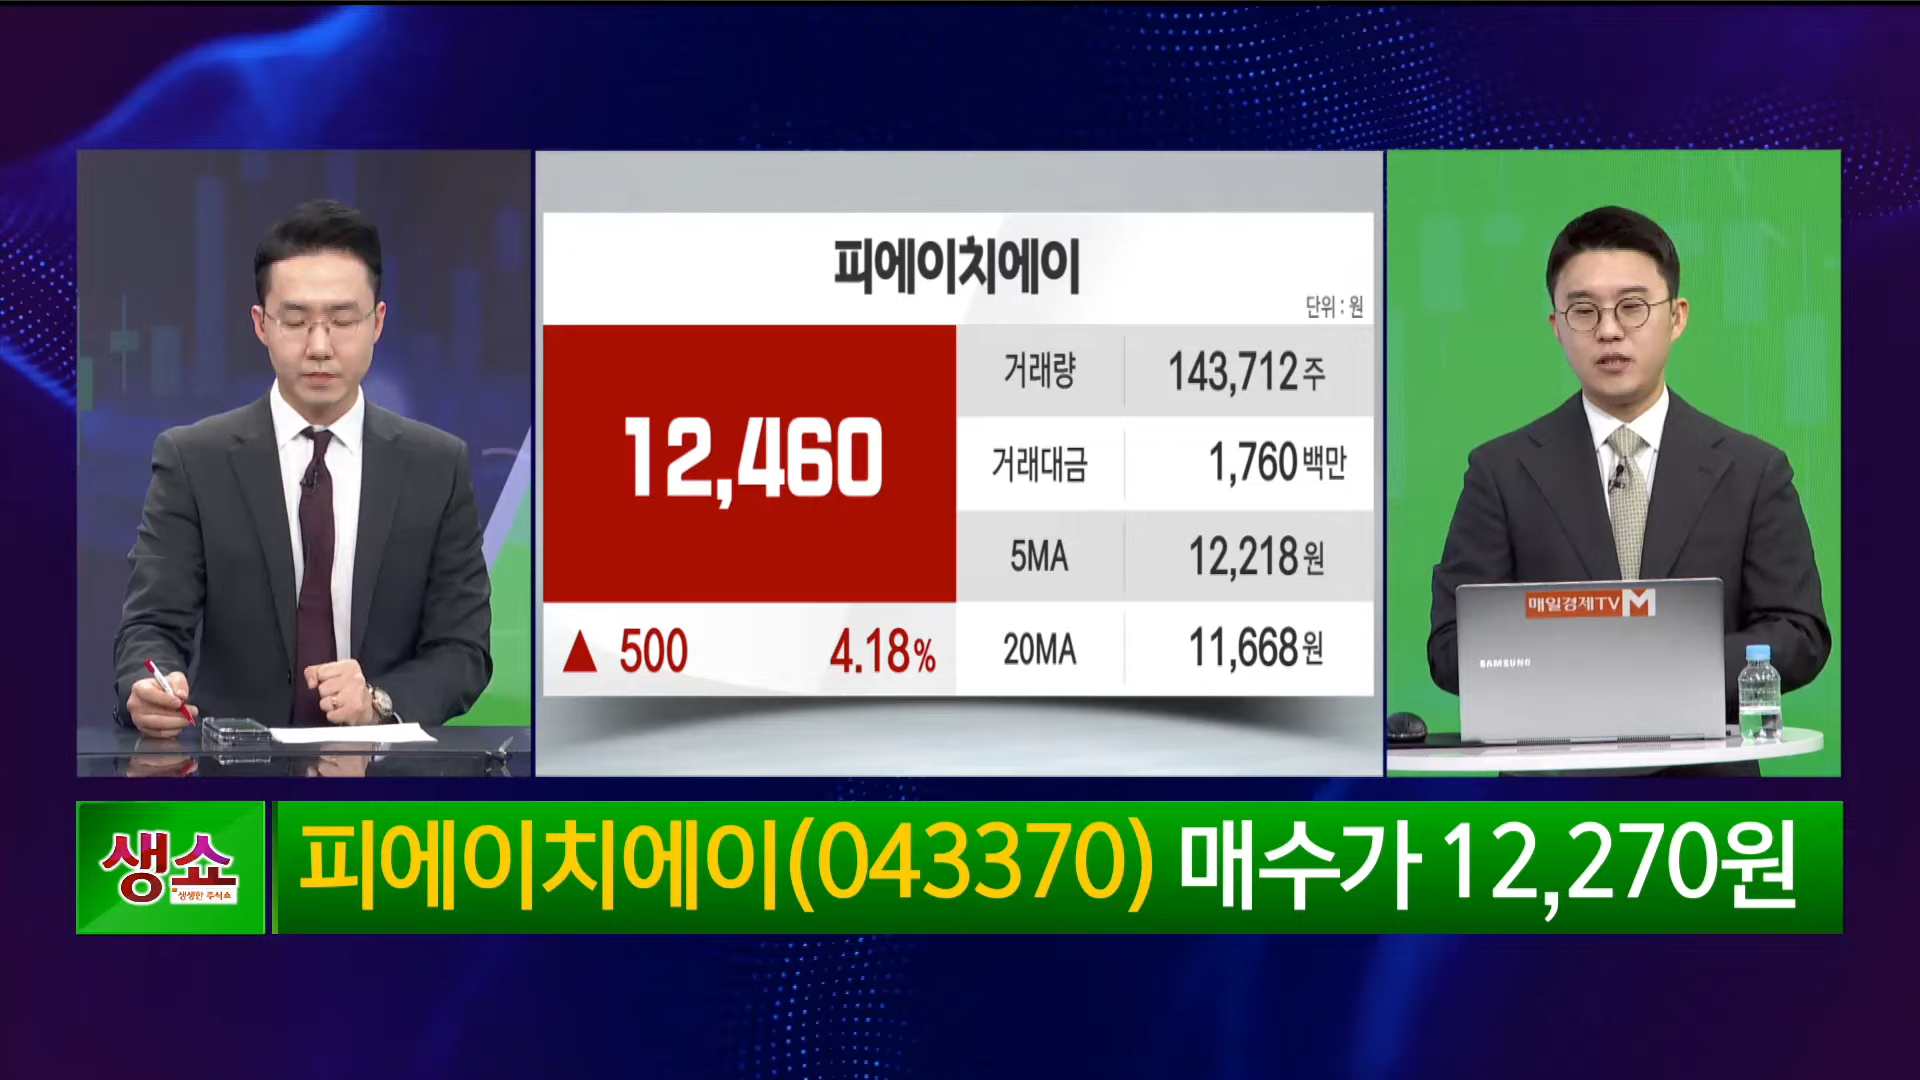 피에이치에이
단위 : 원
12,460
▲ 500 4.18%
거래량 143,712주
거래대금 1,760백만
5MA 12,218원
20MA 11,668원
매일경제TV M
SAMSUNG
생쇼
생생한 주식쇼
피에이치에이(043370) 매수가 12,270원